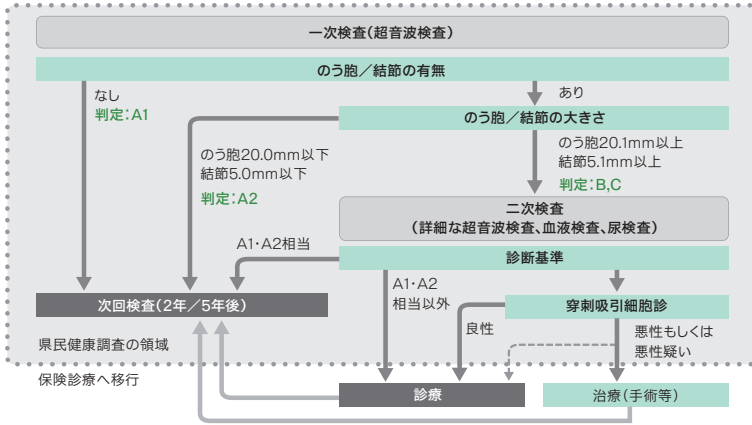 一次検査(超音波検査)
のう胞／結節の有無
なし
判定：A1
あり
のう胞／結節の大きさ
のう胞20.0mm以下
結節5.0mm以下
判定：A2
のう胞20.1mm以上
結節5.1mm以上
判定：B,C
二次検査
(詳細な超音波検査、血液検査、尿検査)
A1・A2相当
診断基準
A1・A2
相当以外
次回検査(2年／5年後)
穿刺吸引細胞診
良性
悪性もしくは
悪性疑い
県民健康調査の領域
保険診療へ移行
診療
治療(手術等)